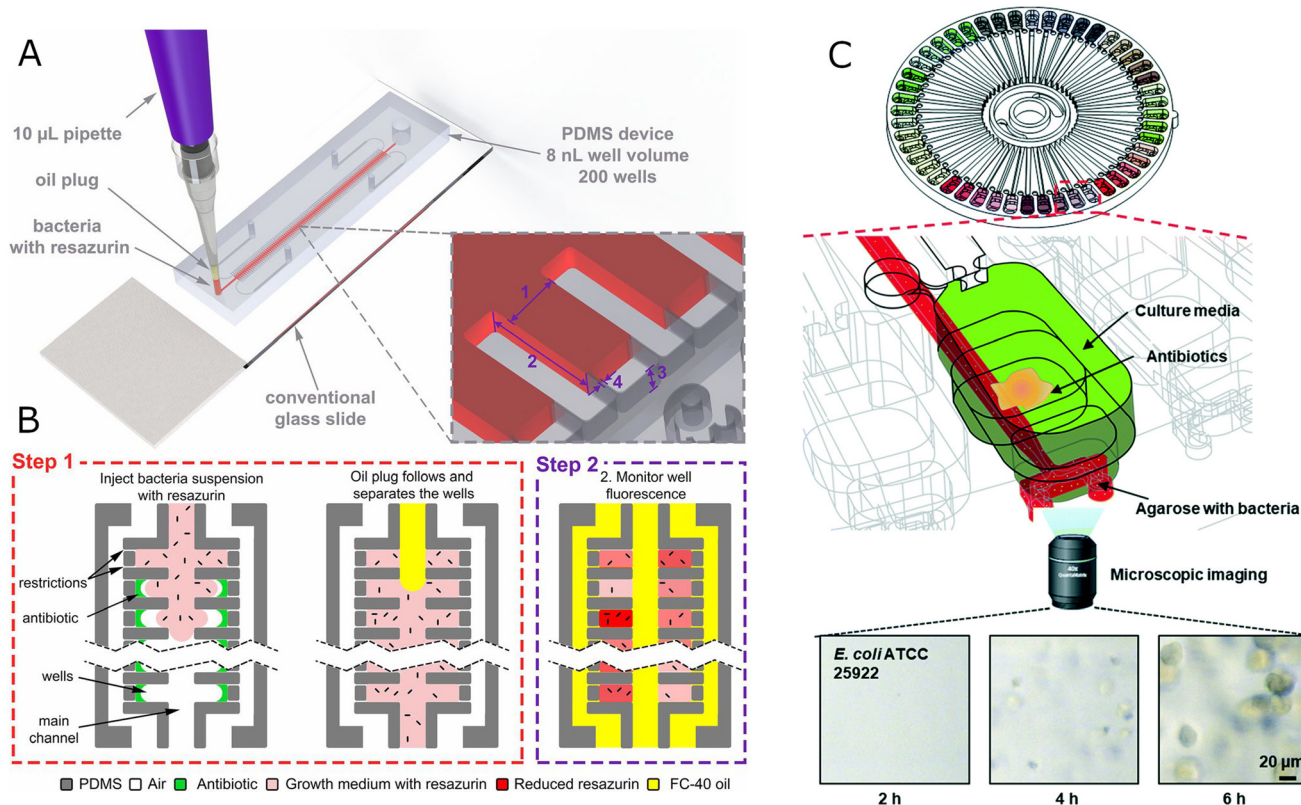 A
10 µL pipette
oil plug
bacteria
with resazurin
PDMS device
8 nL well volume
200 wells
conventional
glass slide
1
2
3
4
B
Step 1
Inject bacteria suspension
with resazurin
Oil plug follows and
separates the wells
Step 2
2. Monitor well
fluorescence
restrictions
antibiotic
wells
main
channel
PDMS Air Antibiotic Growth medium with resazurin Reduced resazurin FC-40 oil
C
Culture media
Antibiotics
Agarose with bacteria
40x
Microscopic imaging
E. coli ATCC
25922
20 µm
2 h 4 h 6 h